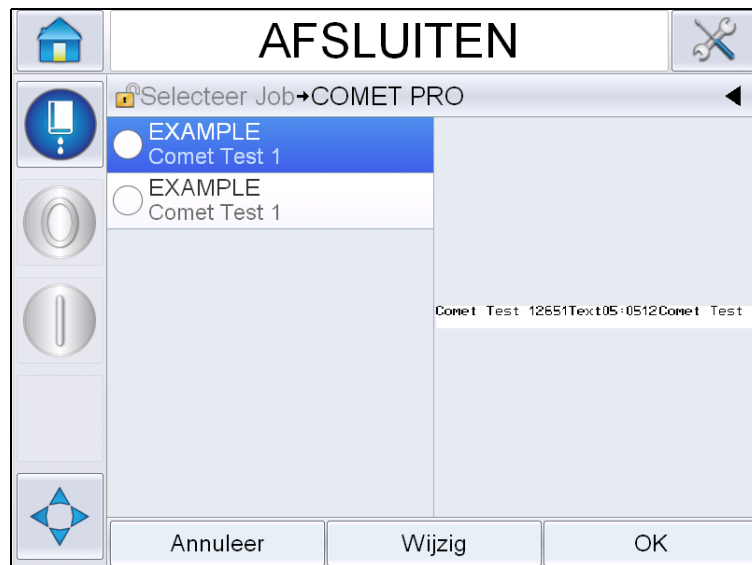 AFSLUITEN
Selecteer Job→COMET PRO
EXAMPLE
Comet Test 1
EXAMPLE
Comet Test 1
Comet Test 12651Text05:0512Comet Test
Annuleer
Wijzig
OK